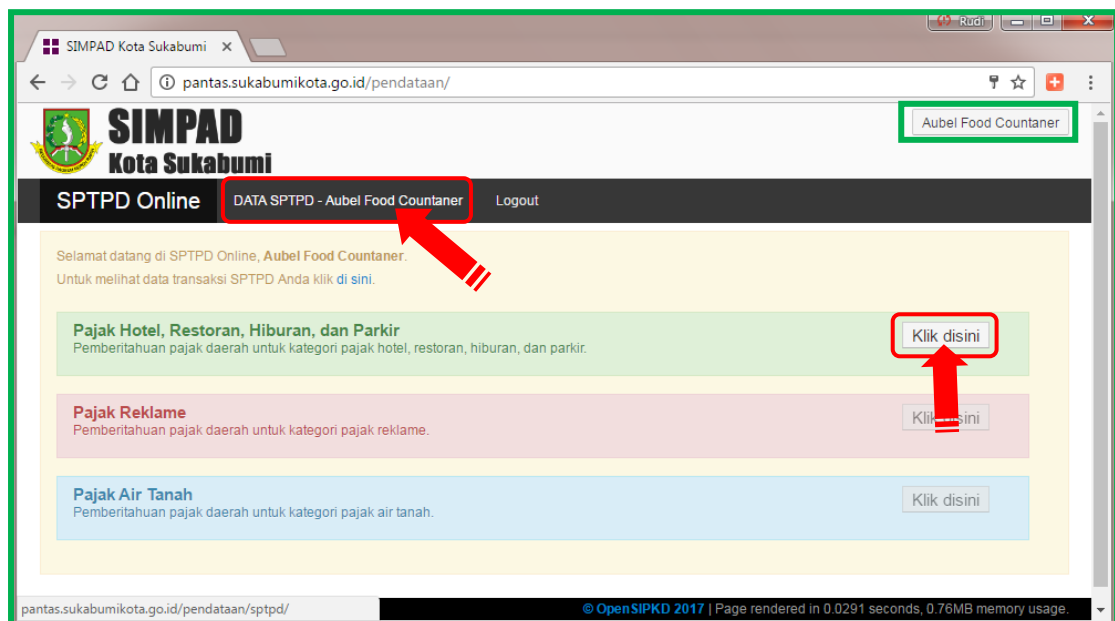 Rudi
SIMPAD Kota Sukabumi
pantas.sukabumikota.go.id/pendataan/
SIMPAD
Kota Sukabumi
Aubel Food Countaner
SPTPD Online DATA SPTPD - Aubel Food Countaner Logout
Selamat datang di SPTPD Online, Aubel Food Countaner.
Untuk melihat data transaksi SPTPD Anda klik di sini.
Pajak Hotel, Restoran, Hiburan, dan Parkir
Pemberitahuan pajak daerah untuk kategori pajak hotel, restoran, hiburan, dan parkir.
Klik disini
Pajak Reklame
Pemberitahuan pajak daerah untuk kategori pajak reklame.
Klik disini
Pajak Air Tanah
Pemberitahuan pajak daerah untuk kategori pajak air tanah.
Klik disini
pantas.sukabumikota.go.id/pendataan/sptpd/
© OpenSIPKD 2017 | Page rendered in 0.0291 seconds, 0.76MB memory usage.